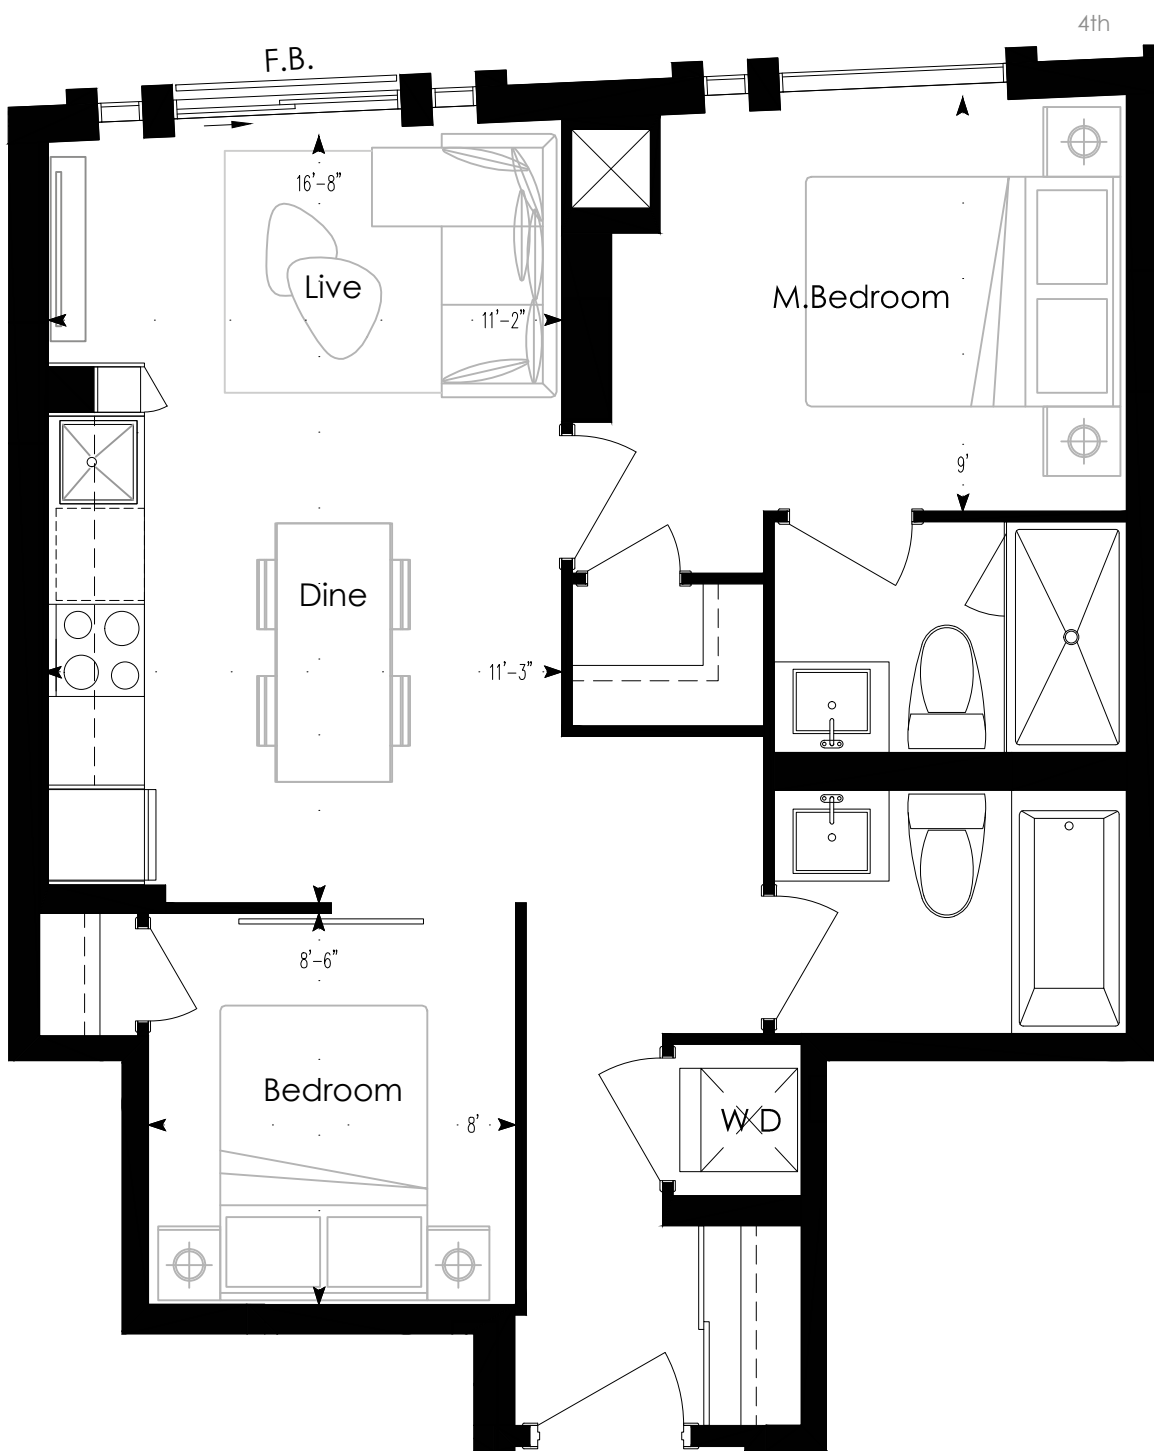 4th
F.B.
16'-8"
Live
11'-2"
M.Bedroom
9'
Dine
11'-3"
8'-6"
Bedroom
8'
W D